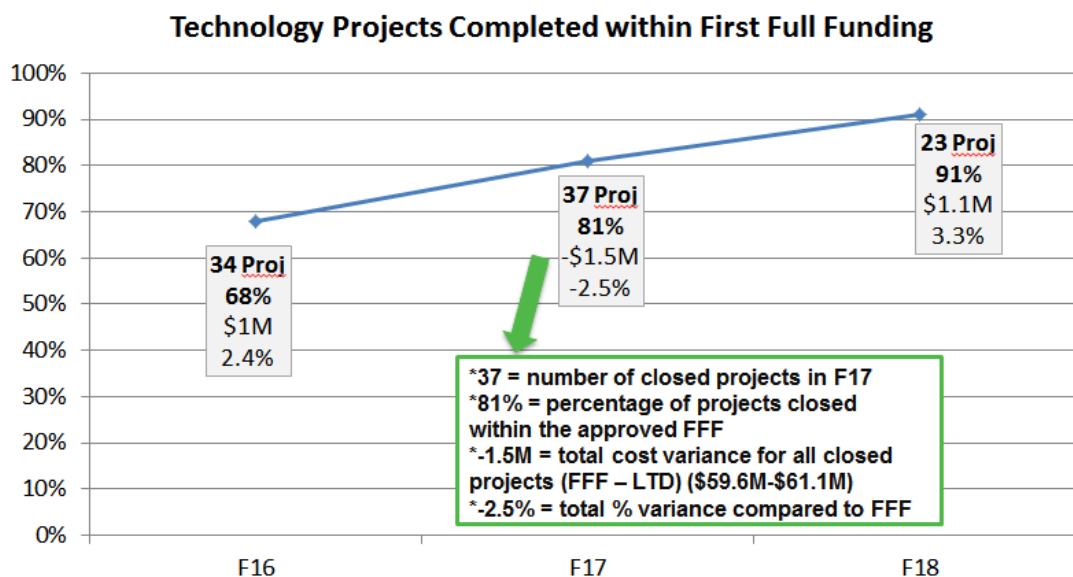 Technology Projects Completed within First Full Funding
100%
90%
80%
70%
60%
50%
40%
30%
20%
10%
0%
34 Proj
68%
$1M
2.4%
37 Proj
81%
-$1.5M
-2.5%
23 Proj
91%
$1.1M
3.3%
*37 = number of closed projects in F17
*81% = percentage of projects closed
within the approved FFF
*-1.5M = total cost variance for all closed
projects (FFF – LTD) ($59.6M-$61.1M)
*-2.5% = total % variance compared to FFF
F16
F17
F18